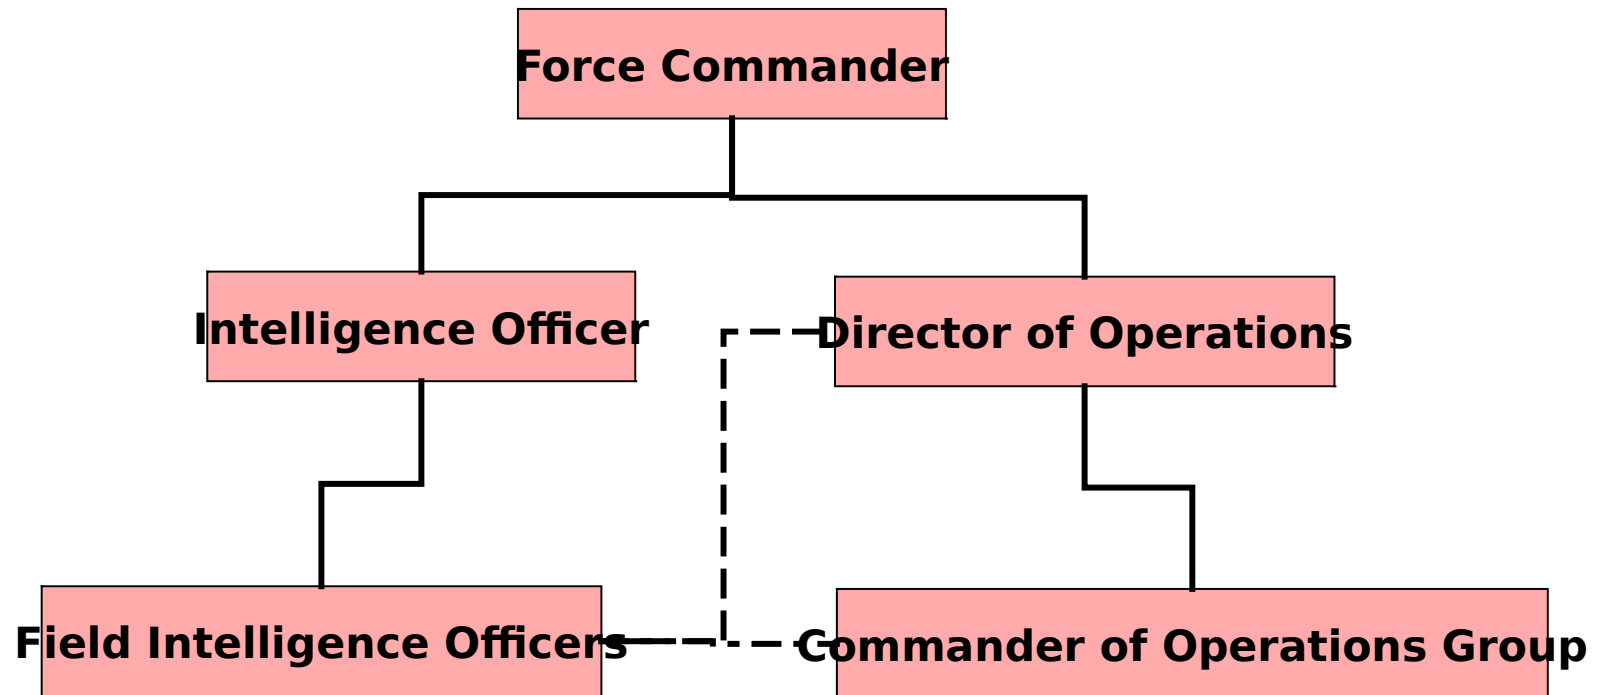 Force Commander
Intelligence Officer
Director of Operations
Field Intelligence Officers
Commander of Operations Group